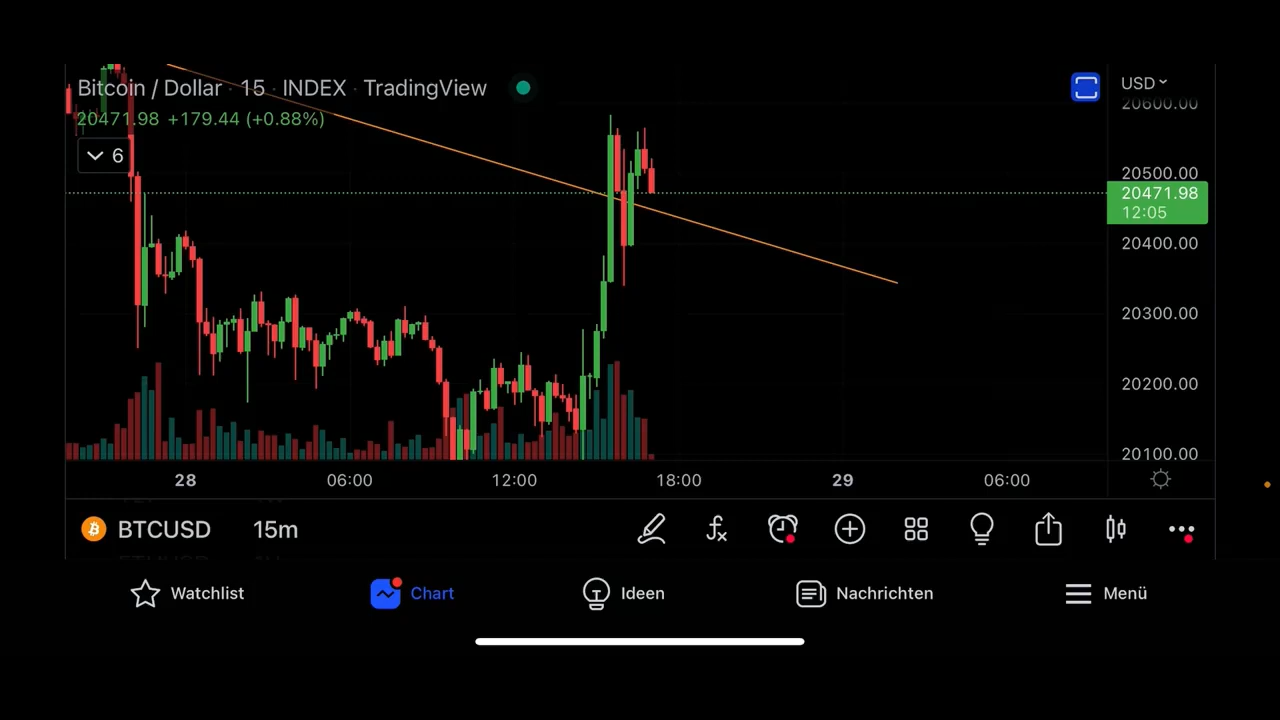 Bitcoin / Dollar · 15 · INDEX · TradingView
20471.98 +179.44 (+0.88%)
6
USD
20600.00
20500.00
20471.98
12:05
20400.00
20300.00
20200.00
20100.00
28 06:00 12:00 18:00 29 06:00
BTCUSD 15m
Watchlist Chart Ideen Nachrichten Menü